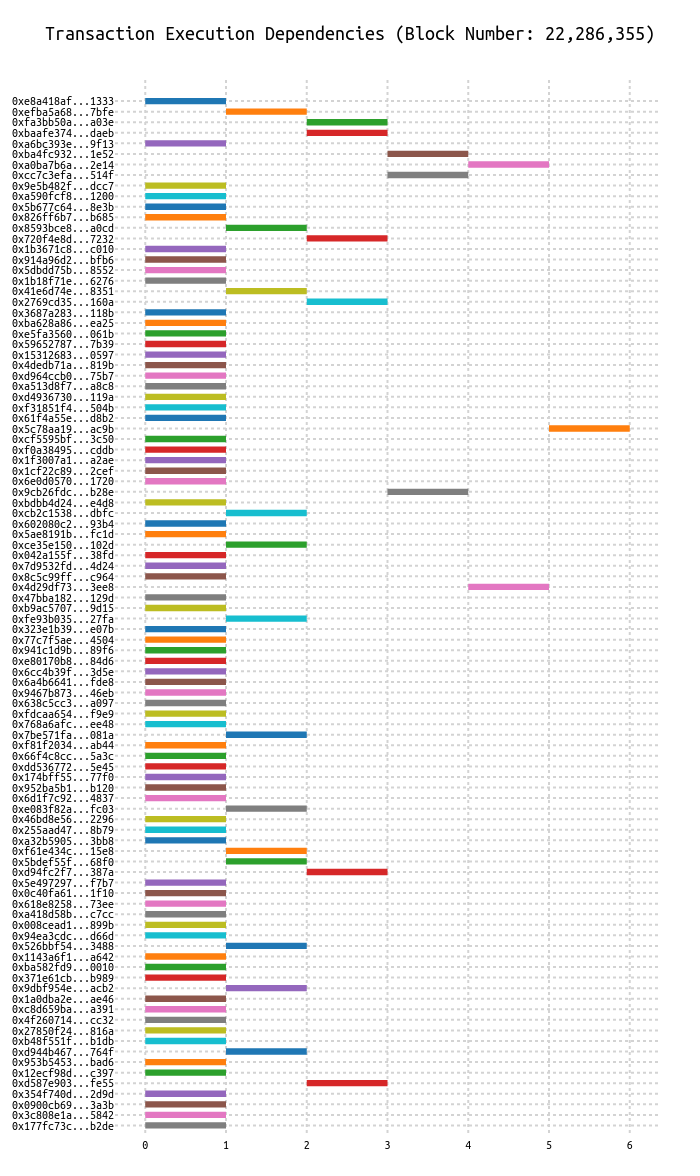 Transaction Execution Dependencies (Block Number: 22,286,355)
0xe8a418af...1333
0xefba5a68...7bfe
0xfa3bb50a...a03e
0xbaafe374...daeb
0xa6bc393e...9f13
0xba4fc932...1e52
0xa0ba7b6a...2e14
0xcc7c3efa...514f
0x9e5b482f...dcc7
0xa590fcf8...1200
0x5b677c64...8e3b
0x826ff6b7...b685
0x8593bce8...a0cd
0x720f4e8d...7232
0x1b3671c8...c010
0x914a96d2...bfb6
0x5dbdd75b...8552
0x1b18f71e...6276
0x41e6d74e...8351
0x2769cd35...160a
0x3687a283...118b
0xba628a86...ea25
0xe5fa3560...061b
0x59652787...7b39
0x15312683...0597
0x4dedb71a...819b
0xd964ccb0...75b7
0xa513d8f7...a8c8
0xd4936730...119a
0xf31851f4...504b
0x61f4a55e...d8b2
0x5c78aa19...ac9b
0xcf5595bf...3c50
0xf0a38495...cddb
0x1f3007a1...a2ae
0x1cf22c89...2cef
0x6e0d0570...1720
0x9cb26fdc...b28e
0xbdbb4d24...e4d8
0xcb2c1538...dbfc
0x602080c2...93b4
0x5ae8191b...fc1d
0xce35e150...102d
0x042a155f...38fd
0x7d9532fd...4d24
0x8c5c99ff...c964
0x4d29df73...3ee8
0x47bba182...129d
0xb9ac5707...9d15
0xfe93b035...27fa
0x323e1b39...e07b
0x77c7f5ae...4504
0x941c1d9b...89f6
0xe80170b8...84d6
0x6cc4b39f...3d5e
0x6a4b6641...fde8
0x9467b873...46eb
0x638c5cc3...a097
0xfdcaa654...f9e9
0x768a6afc...ee48
0x7be571fa...081a
0xf81f2034...ab44
0x66f4c8cc...5a3c
0xdd536772...5e45
0x174bff55...77f0
0x952ba5b1...b120
0x6d1f7c92...4837
0xe083f82a...fc03
0x46bd8e56...2296
0x255aad47...8b79
0xa32b5905...3bb8
0xf61e434c...15e8
0x5bdef55f...68f0
0xd94fc2f7...387a
0x5e497297...f7b7
0x0c40fa61...1f10
0x618e8258...73ee
0xa418d58b...c7cc
0x008cead1...899b
0x94ea3cdc...d66d
0x526bbf54...3488
0x1143a6f1...a642
0xba582fd9...0010
0x371e61cb...b989
0x9dbf954e...acb2
0x1a0dba2e...ae46
0xc8d659ba...a391
0x4f260714...cc32
0x27850f24...816a
0xb48f551f...b1db
0xd944b467...764f
0x953b5453...bad6
0x12ecf98d...c397
0xd587e903...fe55
0x354f740d...2d9d
0x0900cb69...3a3b
0x3c808e1a...5842
0x177fc73c...b2de
0 1 2 3 4 5 6